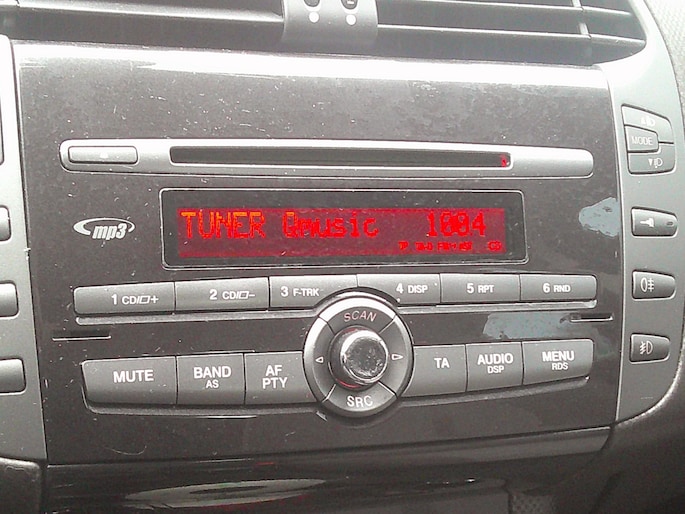 MODE
mp3
TUNER Qmusic 1004
1 CD/+
2 CD/-
3 F-TRK
4 DISP
5 RPT
6 RND
SCAN
MUTE
BAND
AS
AF
PTY
TA
AUDIO
DSP
MENU
RDS
SRC